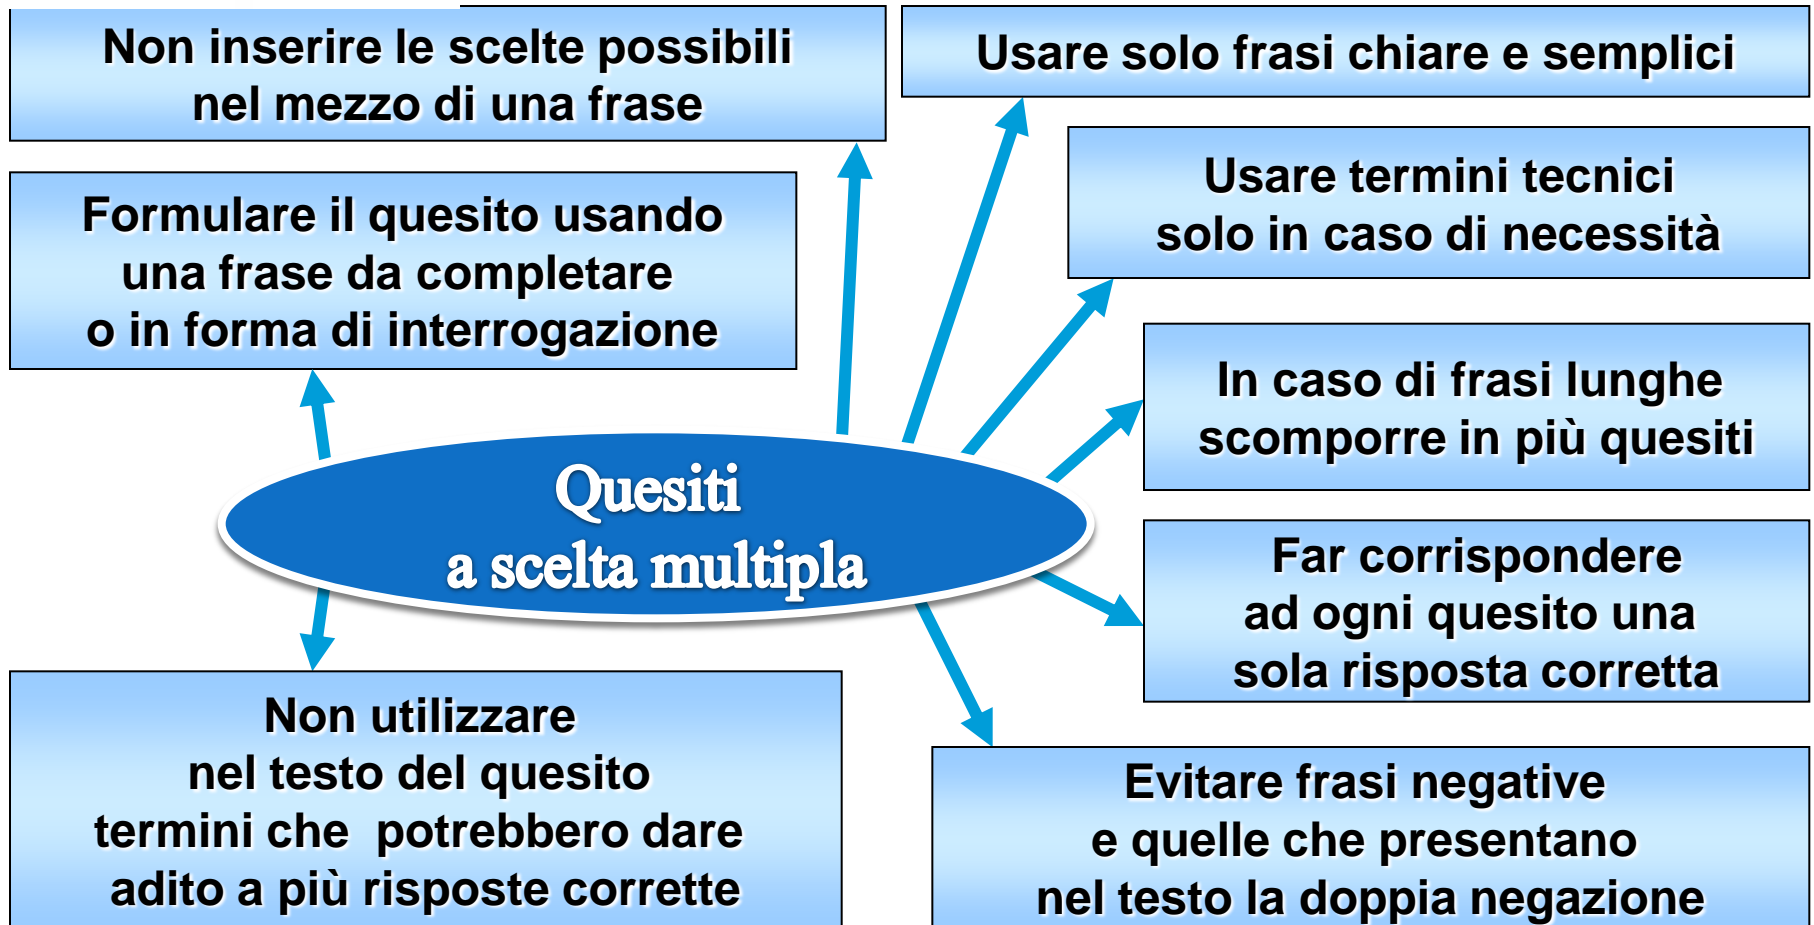 Non inserire le scelte possibili
nel mezzo di una frase
Usare solo frasi chiare e semplici
Formulare il quesito usando
una frase da completare
o in forma di interrogazione
Usare termini tecnici
solo in caso di necessità
In caso di frasi lunghe
scomporre in più quesiti
Quesiti
a scelta multipla
Far corrispondere
ad ogni quesito una
sola risposta corretta
Non utilizzare
nel testo del quesito
termini che potrebbero dare
adito a più risposte corrette
Evitare frasi negative
e quelle che presentano
nel testo la doppia negazione